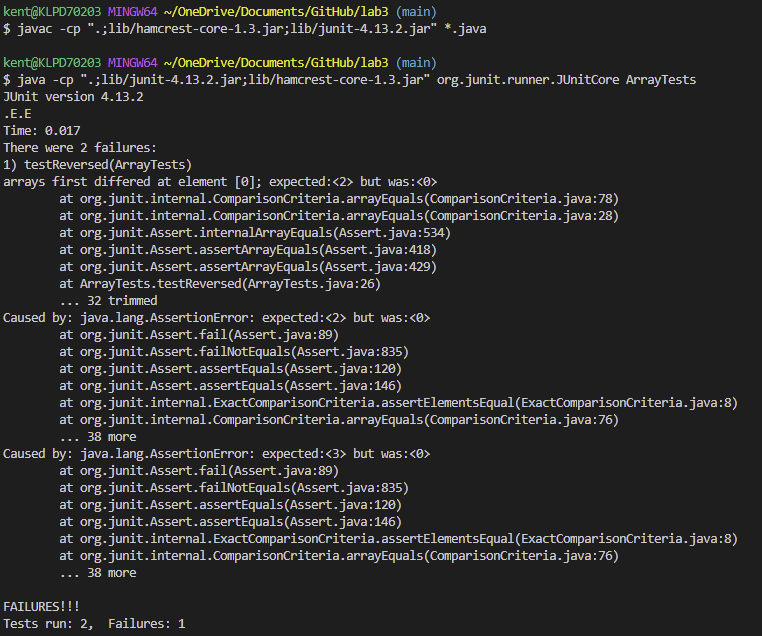 kent@KLPD70203 MINGW64 ~/OneDrive/Documents/GitHub/lab3 (main)
$ javac -cp ".;lib/hamcrest-core-1.3.jar;lib/junit-4.13.2.jar" *.java
kent@KLPD70203 MINGW64 ~/OneDrive/Documents/GitHub/lab3 (main)
$ java -cp ".;lib/junit-4.13.2.jar;lib/hamcrest-core-1.3.jar" org.junit.runner.JUnitCore ArrayTests
JUnit version 4.13.2
.E.E
Time: 0.017
There were 2 failures:
1) testReversed(ArrayTests)
arrays first differed at element [0]; expected:<2> but was:<0>
at org.junit.internal.ComparisonCriteria.arrayEquals(ComparisonCriteria.java:78)
at org.junit.internal.ComparisonCriteria.arrayEquals(ComparisonCriteria.java:28)
at org.junit.Assert.internalArrayEquals(Assert.java:534)
at org.junit.Assert.assertArrayEquals(Assert.java:418)
at org.junit.Assert.assertArrayEquals(Assert.java:429)
at ArrayTests.testReversed(ArrayTests.java:26)
... 32 trimmed
Caused by: java.lang.AssertionError: expected:<2> but was:<0>
at org.junit.Assert.fail(Assert.java:89)
at org.junit.Assert.failNotEquals(Assert.java:835)
at org.junit.Assert.assertEquals(Assert.java:120)
at org.junit.Assert.assertEquals(Assert.java:146)
at org.junit.internal.ExactComparisonCriteria.assertElementsEqual(ExactComparisonCriteria.java:8)
at org.junit.internal.ComparisonCriteria.arrayEquals(ComparisonCriteria.java:76)
... 38 more
Caused by: java.lang.AssertionError: expected:<3> but was:<0>
at org.junit.Assert.fail(Assert.java:89)
at org.junit.Assert.failNotEquals(Assert.java:835)
at org.junit.Assert.assertEquals(Assert.java:120)
at org.junit.Assert.assertEquals(Assert.java:146)
at org.junit.internal.ExactComparisonCriteria.assertElementsEqual(ExactComparisonCriteria.java:8)
at org.junit.internal.ComparisonCriteria.arrayEquals(ComparisonCriteria.java:76)
... 38 more
FAILURES!!!
Tests run: 2,  Failures: 1